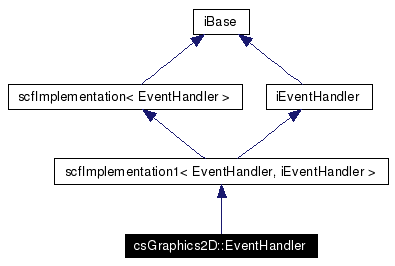 iBase
scfImplementation< EventHandler >
iEventHandler
scfImplementation1< EventHandler, iEventHandler >
csGraphics2D::EventHandler